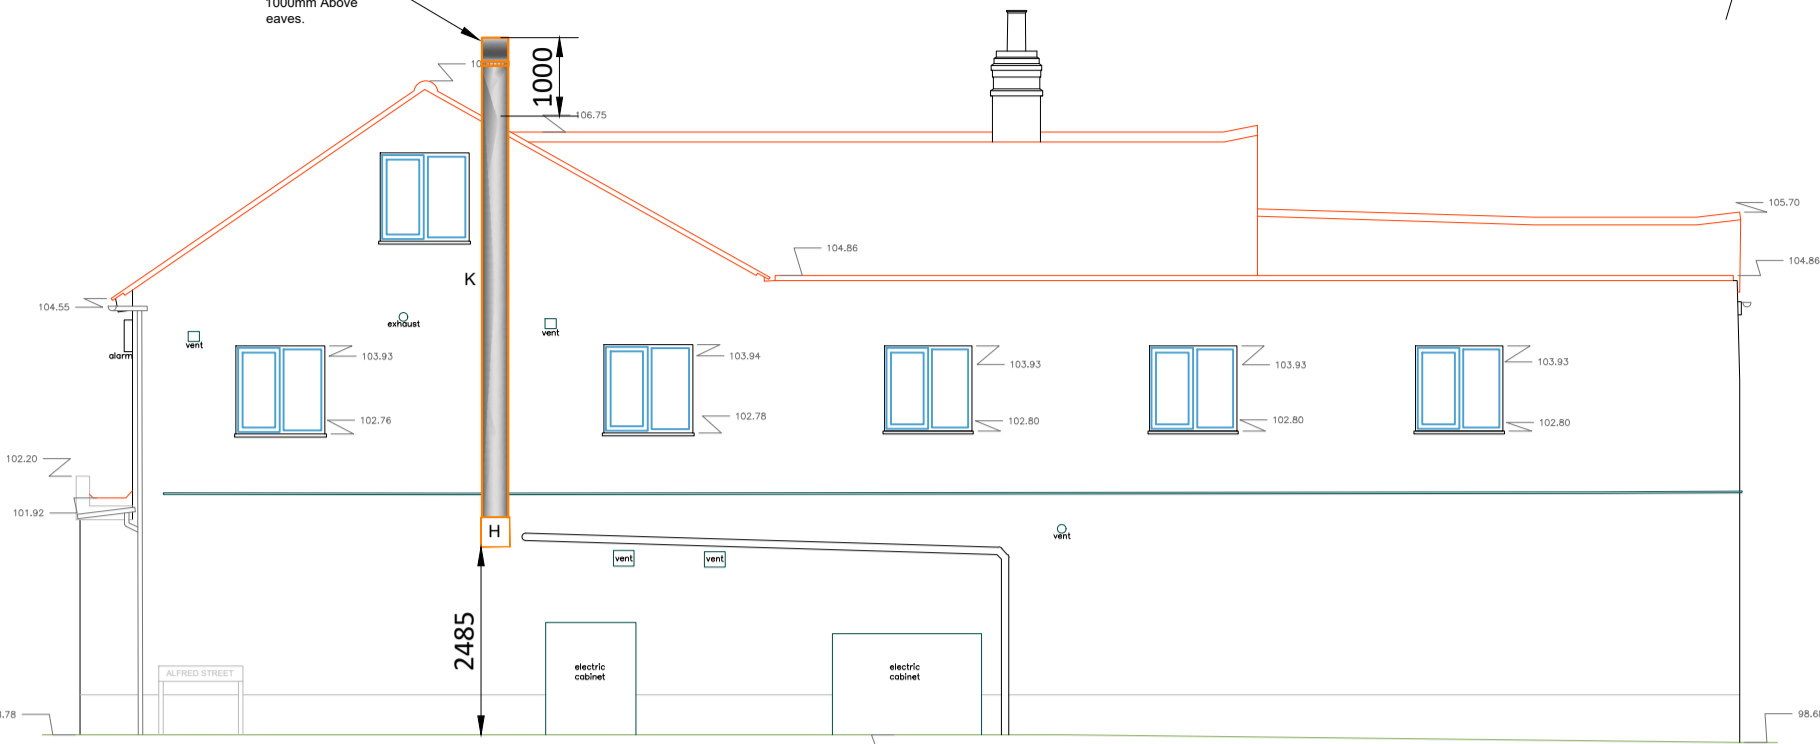 1000mm Above
eaves.
1000
106.75
105.70
104.86
104.86
K
104.55
exhaust
vent
vent
alarm
103.93
103.94
103.93
103.93
103.93
102.76
102.78
102.80
102.80
102.80
102.20
101.92
H
vent
vent
vent
2485
electric
cabinet
electric
cabinet
ALFRED STREET